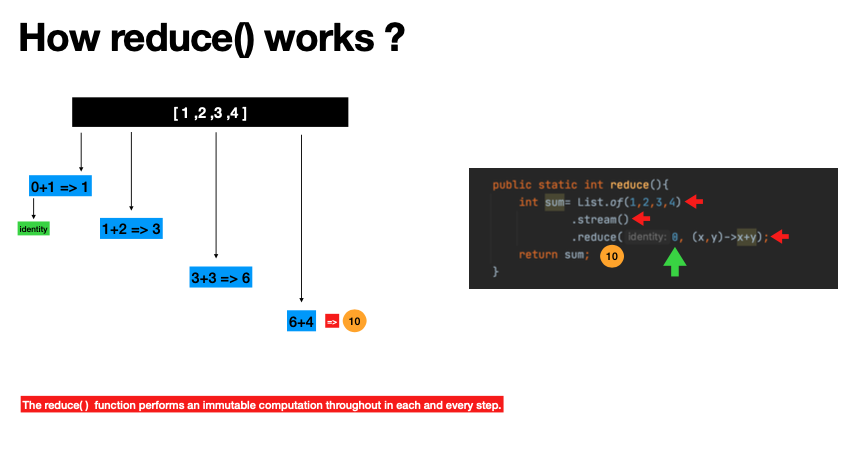 How reduce() works ?
[ 1 ,2 ,3 ,4 ]
0+1 => 1
identity
1+2 => 3
3+3 => 6
6+4 => 10
public static int reduce(){
int sum= List.of(1,2,3,4)
.stream()
.reduce( identity: 0, (x,y)->x+y);
return sum; 10
}
The reduce( ) function performs an immutable computation throughout in each and every step.